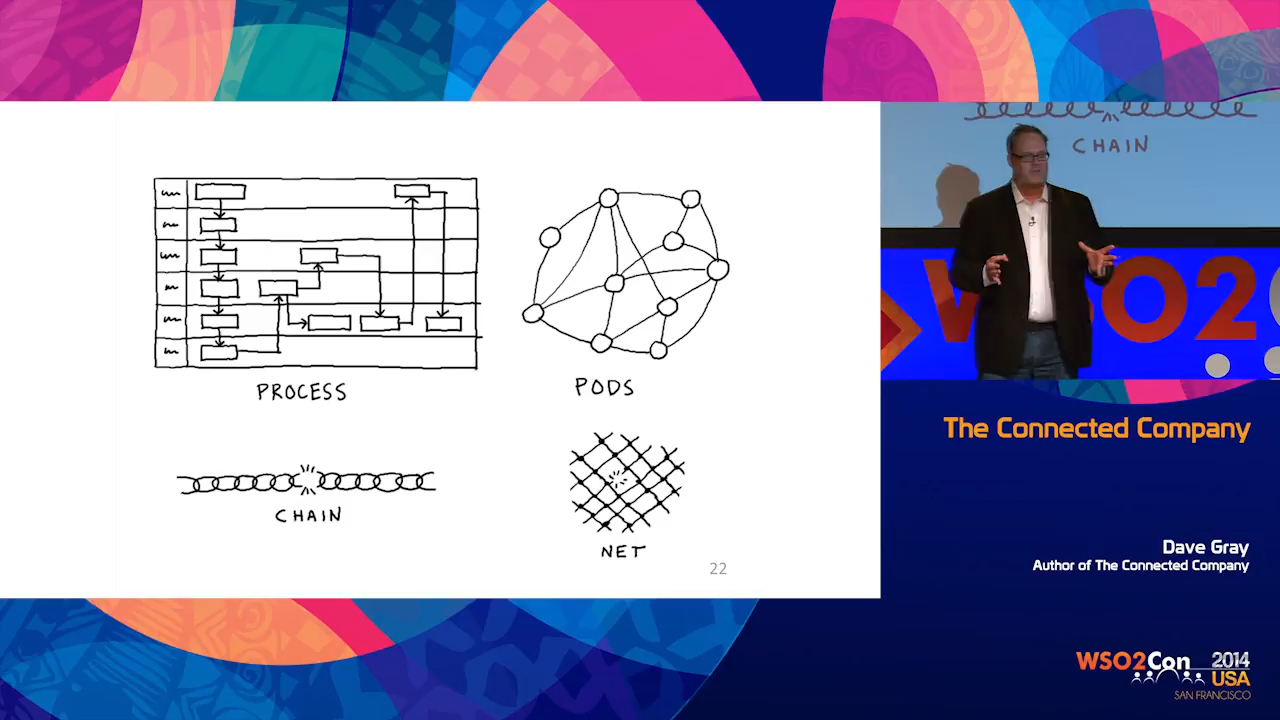 PROCESS
PODS
CHAIN
NET
22
CHAIN
WSO2
The Connected Company
Dave Gray
Author of The Connected Company
WSO2Con 2014
USA
SAN FRANCISCO